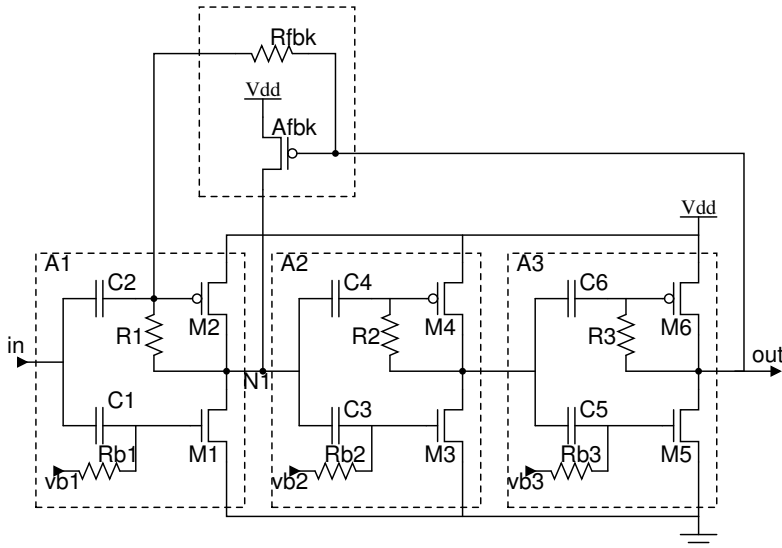 Rfbk
Vdd
Afbk
Vdd
A1
A2
A3
C2
C4
C6
R1
M2
R2
M4
R3
M6
in
N1
out
C1
C3
C5
Rb1
M1
Rb2
M3
Rb3
M5
vb1
vb2
vb3